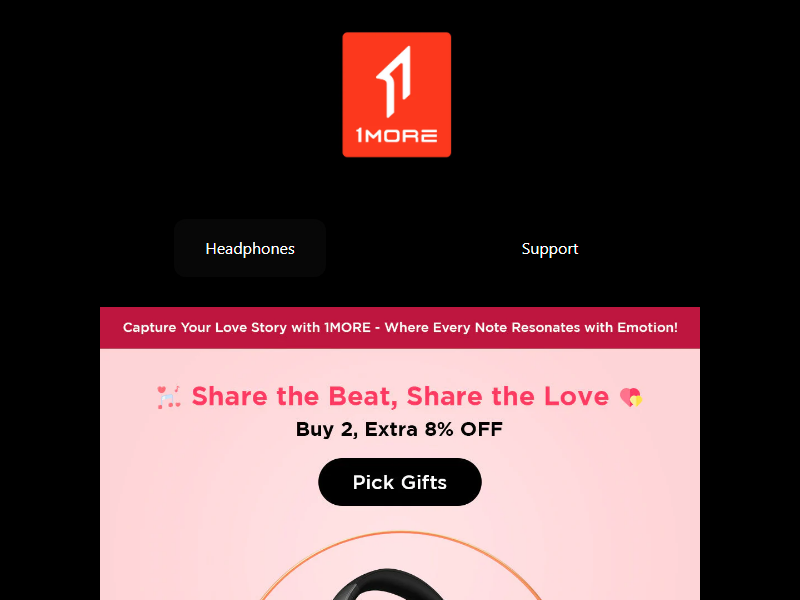 1MORE
Headphones
Support
Capture Your Love Story with 1MORE - Where Every Note Resonates with Emotion!
Share the Beat, Share the Love
Buy 2, Extra 8% OFF
Pick Gifts